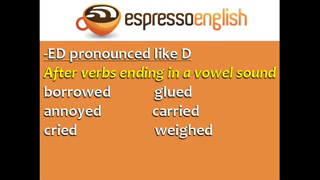 espressoenglish
-ED pronounced like D
After verbs ending in a vowel sound
borrowed glued
annoyed carried
cried weighed